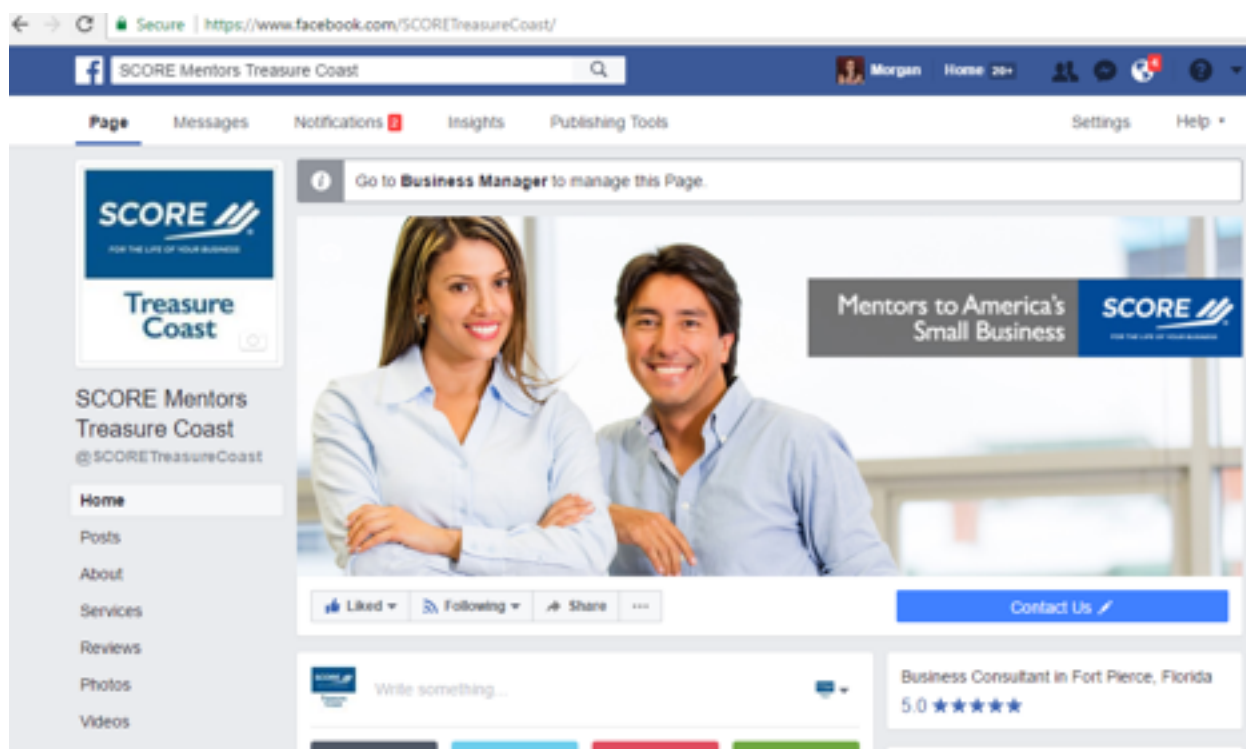 Secure | https://www.facebook.com/SCORETreasureCoast/
SCORE Mentors Treasure Coast
Morgan Home 20+ 4
Page Messages Notifications 2 Insights Publishing Tools Settings Help
Go to Business Manager to manage this Page.
SCORE
FOR THE LIFE OF YOUR BUSINESS
Treasure
Coast
Mentors to America's
Small Business
SCORE
FOR THE LIFE OF YOUR BUSINESS
SCORE Mentors
Treasure Coast
@SCORETreasureCoast
Home
Posts
About
Services
Reviews
Photos
Videos
Liked Following Share ...
Contact Us
SCORE
Treasure
Coast
Write something...
Business Consultant in Fort Pierce, Florida
5.0 ★★★★★